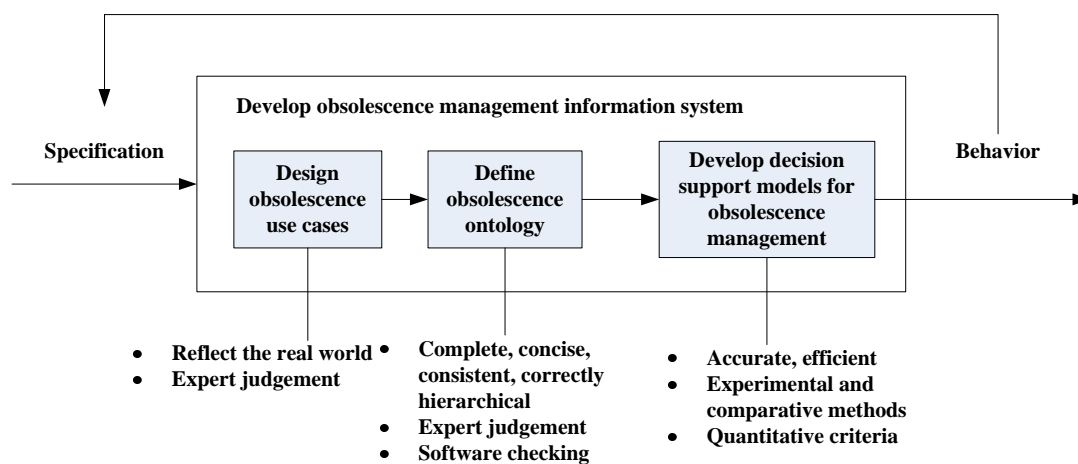 Develop obsolescence management information system
Specification
Behavior
Design
obsolescence
use cases
Define
obsolescence
ontology
Develop decision
support models for
obsolescence
management
• Reflect the real world
• Expert judgement
• Complete, concise,
consistent, correctly
hierarchical
• Expert judgement
• Software checking
• Accurate, efficient
• Experimental and
comparative methods
• Quantitative criteria